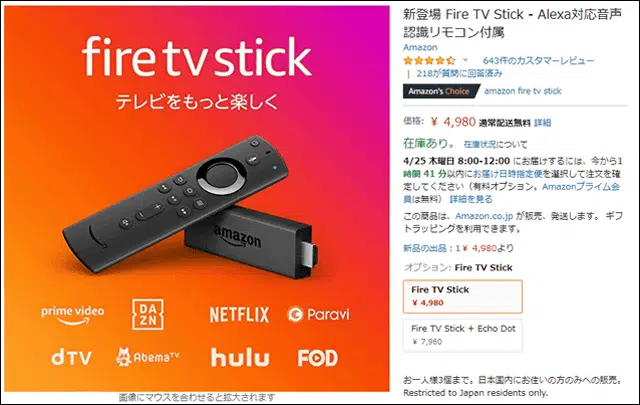 fire tv stick
テレビをもっと楽しく
amazon
prime video
DAZN
NETFLIX
Paravi
dTV
AbemaTV
hulu
FOD
画像にマウスを合わせると拡大されます
新登場 Fire TV Stick - Alexa対応音声
認識リモコン付属
Amazon
643件のカスタマーレビュー
| 218が質問に回答済み
Amazon's Choice amazon fire tv stick
価格: ¥ 4,980 通常配送無料 詳細
在庫あり。 在庫状況について
4/25 木曜日 8:00-12:00 にお届けするには、今から1
時間 41 分以内にお届け日時指定便を選択して注文を確
定してください（有料オプション。Amazonプライム会
員は無料） 詳細を見る
この商品は、Amazon.co.jp が販売、発送します。 ギフ
トラッピングを利用できます。
新品の出品：1 ¥ 4,980より
オプション: Fire TV Stick
Fire TV Stick
¥ 4,980
Fire TV Stick + Echo Dot
¥ 7,960
お一人様3個まで。日本国内にお住いの方のみへの販売。
Restricted to Japan residents only.